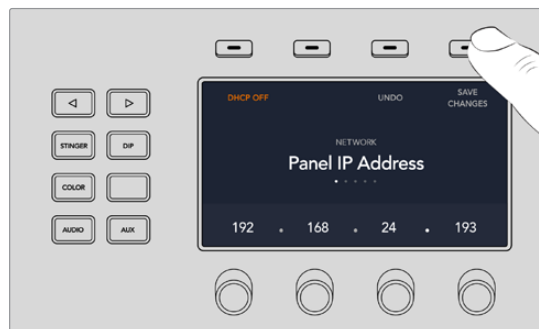 STINGER DIP
COLOR
AUDIO AUX
DHCP OFF UNDO SAVE
CHANGES
NETWORK
Panel IP Address
192 . 168 . 24 . 193